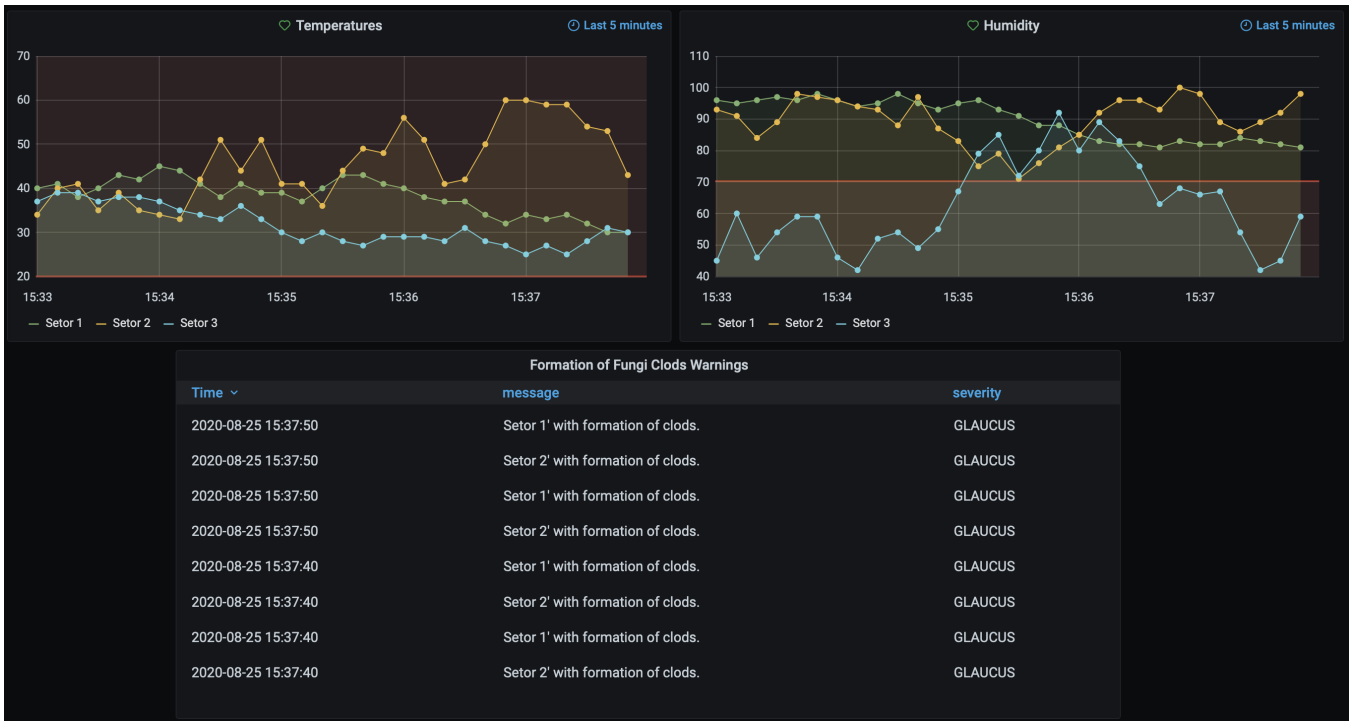 Temperatures
Last 5 minutes
70
60
50
40
30
20
15:33 15:34 15:35 15:36 15:37
Setor 1 Setor 2 Setor 3
Humidity
Last 5 minutes
110
100
90
80
70
60
50
40
15:33 15:34 15:35 15:36 15:37
Setor 1 Setor 2 Setor 3
Formation of Fungi Clods Warnings
Time message severity
2020-08-25 15:37:50 Setor 1' with formation of clods. GLAUCUS
2020-08-25 15:37:50 Setor 2' with formation of clods. GLAUCUS
2020-08-25 15:37:50 Setor 1' with formation of clods. GLAUCUS
2020-08-25 15:37:50 Setor 2' with formation of clods. GLAUCUS
2020-08-25 15:37:40 Setor 1' with formation of clods. GLAUCUS
2020-08-25 15:37:40 Setor 2' with formation of clods. GLAUCUS
2020-08-25 15:37:40 Setor 1' with formation of clods. GLAUCUS
2020-08-25 15:37:40 Setor 2' with formation of clods. GLAUCUS